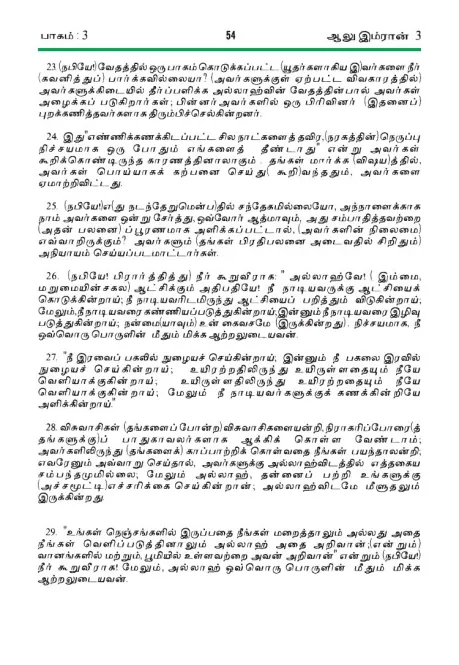 பாகம் : 3 54 ஆலு இம்ரான் 3
23. (நபியே!) வேதத்தில் ஒரு பாகம் கொடுக்கப்பட்ட (யூதர்களாகிய இ)வர்களை நீர்
(கவனித்துப்) பார்க்கவில்லையா? (அவர்களுக்குள் ஏற்பட்ட விவகாரத்தில்)
அவர்களுக்கிடையில் தீர்ப்பளிக்க அல்லாஹ்வின் வேதத்தின்பால் அவர்கள்
அழைக்கப் படுகிறார்கள்; பின்னர் அவர்களில் ஒரு பிரிவினர் (இதனைப்)
புறக்கணித்தவர்களாக திரும்பிச்செல்கின்றனர்.
24. இது"எண்ணிக்கணக்கிடப்பட்ட சில நாட்களைத்தவிர, (நரகத்தின்)நெருப்பு
நிச்சயமாக ஒரு போதும் எங்களைத் தீண்டாது" என்று அவர்கள்
கூறிக்கொண்டிருந்த காரணத்தினாலாகும் . தங்கள் மார்க்க (விஷய)த்தில்,
அவர்கள் பொய்யாகக் கற்பனை செய்து( கூறி)வந்ததும், அவர்களை
ஏமாற்றிவிட்டது.
25. (நபியே!)எ(து நடந்தேறுமென்ப)தில் சந்தேகமில்லையோ, அந்நாளைக்காக
நாம் அவர்களை ஒன்று சேர்த்து, ஒவ்வோர் ஆத்மாவும், அது சம்பாதித்தவற்றை
(அதன் பலனை) ப்பூரணமாக அளிக்கப்பட்டால், (அவர்களின் நிலைமை)
எவ்வாறிருக்கும்? அவர்களும் (தங்கள் பிரதிபலனை அடைவதில் சிறிதும்)
அநியாயம் செய்யப்படமாட்டார்கள்.
26. (நபியே! பிரார்த்தித்து) நீர் கூறுவீராக: " அல்லாஹ்வே! ( இம்மை,
மறுமையின்சகல) ஆட்சிக்கும் அதிபதியே! நீ நாடியவருக்கு ஆட்சியைக்
கொடுக்கின்றாய்; நீ நாடியவரிடமிருந்து ஆட்சியைப் பறித்தும் விடுகின்றாய்;
மேலும்,நீ நாடியவரை கண்ணியப்படுத்துகின்றாய்;இன்னும் நீ நாடியவரை இழிவு
படுத்துகின்றாய்; நன்மை(யாவும்) உன் கைவசமே (இருக்கின்றது) . நிச்சயமாக, நீ
ஒவ்வொரு பொருளின் மீதும் மிக்க ஆற்றலுடையவன்.
27. "நீ இரவைப் பகலில் நுழையச் செய்கின்றாய்; இன்னும் நீ பகலை இரவில்
நுழையச் செய்கின்றாய்; உயிரற்றதிலிருந்து உயிருள்ளதையும் நீயே
வெளியாக்குகின்றாய்; உயிருள்ளதிலிருந்து உயிரற்றதையும் நீயே
வெளியாக்குகின்றாய்; மேலும் நீ நாடியவர்களுக்குக் கணக்கின்றியே
அளிக்கின்றாய்."
28. விசுவாசிகள் (தங்களைப்போன்ற)விசுவாசிகளையன்றி, நிராகரிப்போரை(த்
தங்களுக்கு)ப் பாதுகாவலர்களாக ஆக்கிக் கொள்ள வேண்டாம்;
அவர்களிலிருந்து (தங்களைக்) காப்பாற்றிக் கொள்வதை நீங்கள் பயந்தாலன்றி,
எவரேனும் அவ்வாறு செய்தால், அவர்களுக்கு அல்லாஹ்விடத்தில் எத்தகைய
சம்பந்தமுமில்லை; மேலும் அல்லாஹ், தன்னைப் பற்றி உங்களுக்கு
(அச்சமூட்டி)எச்சரிக்கை செய்கின்றான்; அல்லாஹ்விடமே மீளுதலும்
இருக்கின்றது.
29. "உங்கள் நெஞ்சங்களில் இருப்பதை நீங்கள் மறைத்தாலும் அல்லது அதை
நீங்கள் வெளிப்படுத்தினாலும் அல்லாஹ் அதை அறிவான்;(என்றும்)
வானங்களில் மற்றும், பூமியில் உள்ளவற்றை அவன் அறிவான்" என்றும் (நபியே!)
நீர் கூறுவீராக! மேலும், அல்லாஹ் ஒவ்வொரு பொருளின் மீதும் மிக்க
ஆற்றலுடையவன்.